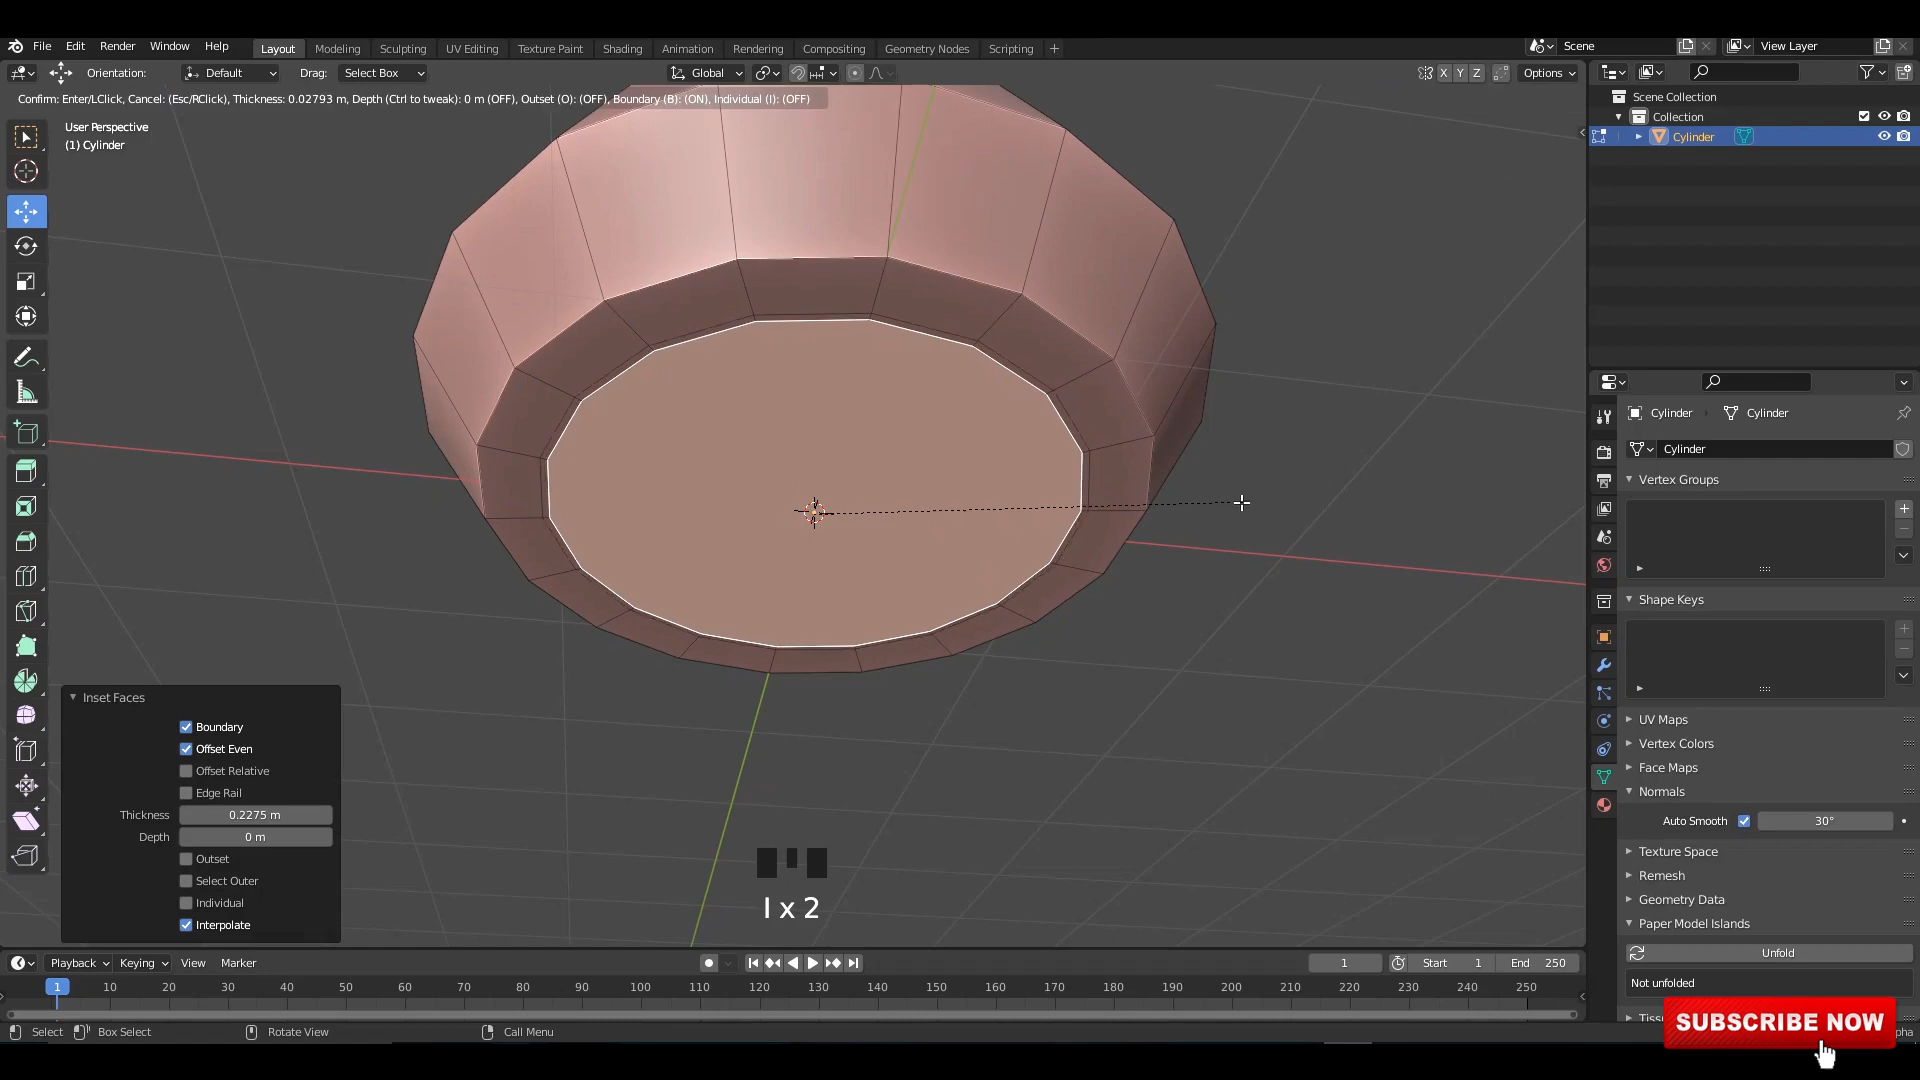 File Edit Render Window Help Layout Modeling Sculpting UV Editing Texture Paint Shading Animation Rendering Compositing Geometry Nodes Scripting + Scene View Layer
Orientation: Default Drag: Select Box Global X Y Z Options
Confirm: Enter/LClick, Cancel: (Esc/RClick), Thickness: 0.02793 m, Depth (Ctrl to tweak): 0 m (OFF), Outset (O): (OFF), Boundary (B): (ON), Individual (I): (OFF)
User Perspective
(1) Cylinder
Scene Collection
Collection
Cylinder
Cylinder Cylinder
Cylinder
Vertex Groups
Shape Keys
UV Maps
Vertex Colors
Face Maps
Normals
Auto Smooth 30°
Texture Space
Remesh
Geometry Data
Paper Model Islands
Unfold
Not unfolded
Inset Faces
Boundary
Offset Even
Offset Relative
Edge Rail
Thickness 0.2275 m
Depth 0 m
Outset
Select Outer
Individual
Interpolate
I x 2
Playback Keying View Marker 1 Start 1 End 250
1 10 20 30 40 50 60 70 80 90 100 110 120 130 140 150 160 170 180 190 200 210 220 230 240 250
Select Box Select Rotate View Call Menu
SUBSCRIBE NOW